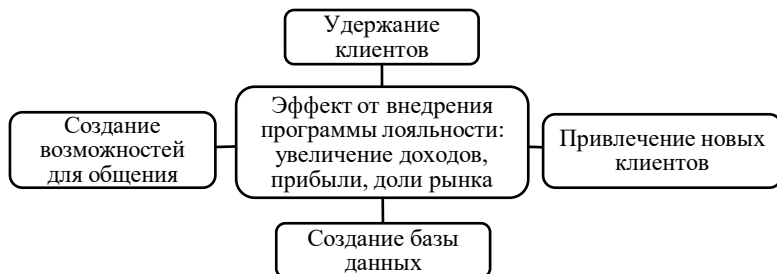 Удержание
клиентов
Эффект от внедрения
программы лояльности:
увеличение доходов,
прибыли, доли рынка
Создание
возможностей
для общения
Привлечение новых
клиентов
Создание базы
данных